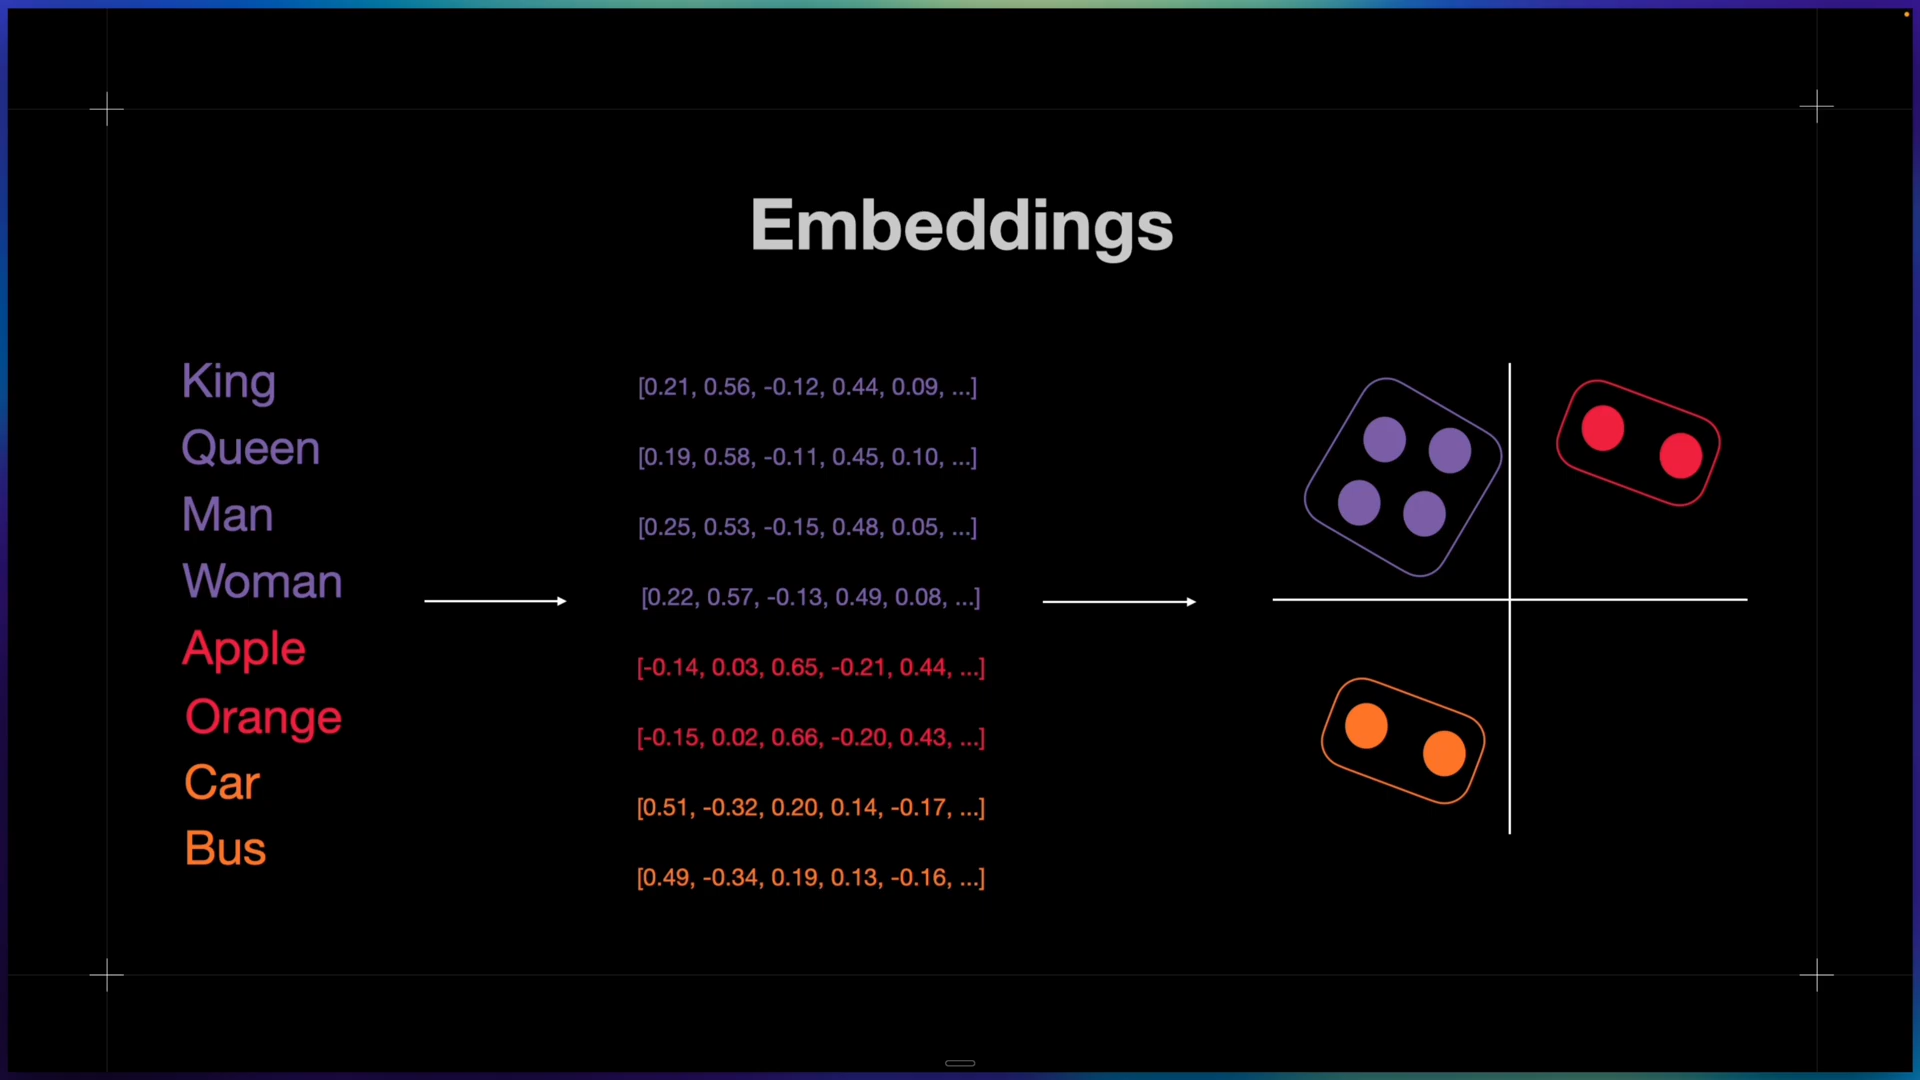 Embeddings
King
Queen
Man
Woman
Apple
Orange
Car
Bus
[0.21, 0.56, -0.12, 0.44, 0.09, ...]
[0.19, 0.58, -0.11, 0.45, 0.10, ...]
[0.25, 0.53, -0.15, 0.48, 0.05, ...]
[0.22, 0.57, -0.13, 0.49, 0.08, ...]
[-0.14, 0.03, 0.65, -0.21, 0.44, ...]
[-0.15, 0.02, 0.66, -0.20, 0.43, ...]
[0.51, -0.32, 0.20, 0.14, -0.17, ...]
[0.49, -0.34, 0.19, 0.13, -0.16, ...]